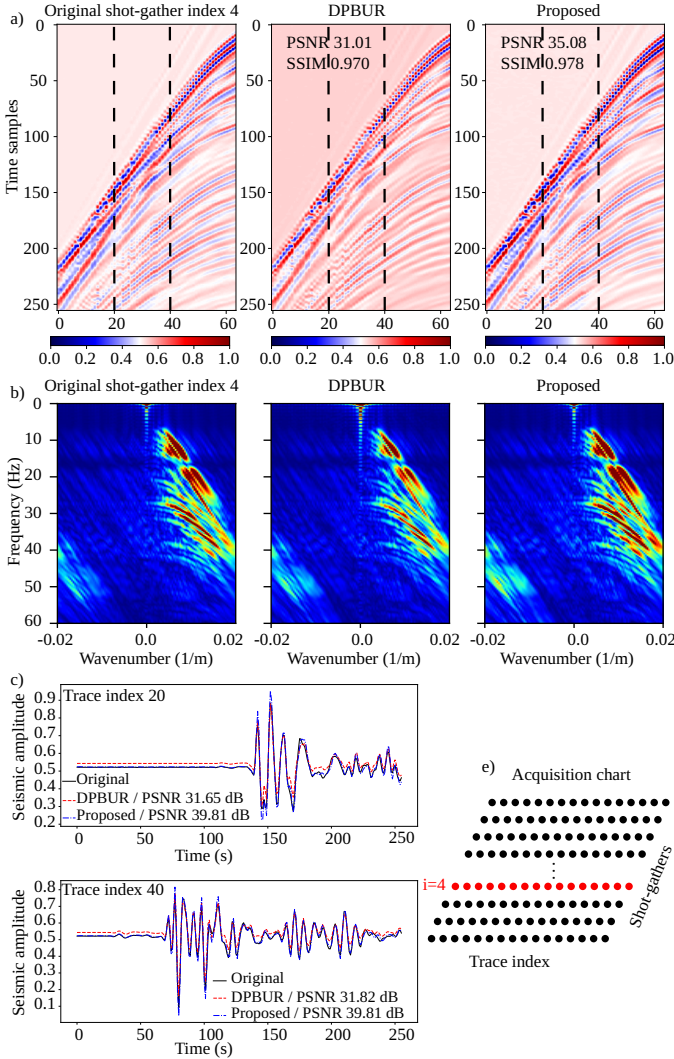 a)
Original shot-gather index 4
DPBUR
Proposed
PSNR 31.01
SSIM 0.970
PSNR 35.08
SSIM 0.978
Time samples
0
50
100
150
200
250
0 20 40 60
0 20 40 60
0 20 40 60
0.0 0.2 0.4 0.6 0.8 1.0
0.0 0.2 0.4 0.6 0.8 1.0
0.0 0.2 0.4 0.6 0.8 1.0
b)
Original shot-gather index 4
DPBUR
Proposed
Frequency (Hz)
0
10
20
30
40
50
60
-0.02 0.0 0.02
-0.02 0.0 0.02
-0.02 0.0 0.02
Wavenumber (1/m)
Wavenumber (1/m)
Wavenumber (1/m)
c)
Trace index 20
Seismic amplitude
0.9
0.8
0.7
0.6
0.5
0.4
0.3
0.2
Original
DPBUR / PSNR 31.65 dB
Proposed / PSNR 39.81 dB
0 50 100 150 200 250
Time (s)
Trace index 40
Seismic amplitude
0.8
0.7
0.6
0.5
0.4
0.3
0.2
0.1
Original
DPBUR / PSNR 31.82 dB
Proposed / PSNR 39.81 dB
0 50 100 150 200 250
Time (s)
e)
Acquisition chart
i=4
Shot-gathers
Trace index